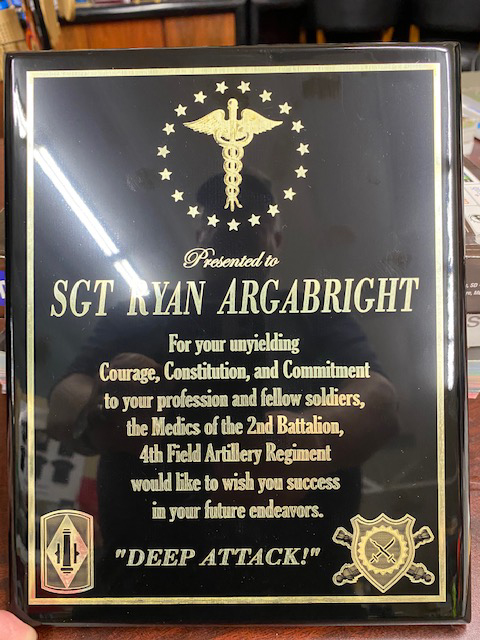 Presented to
SGT RYAN ARGABRIGHT
For your unyielding
Courage, Constitution, and Commitment
to your profession and fellow soldiers,
the Medics of the 2nd Battalion,
4th Field Artillery Regiment
would like to wish you success
in your future endeavors.
"DEEP ATTACK!"